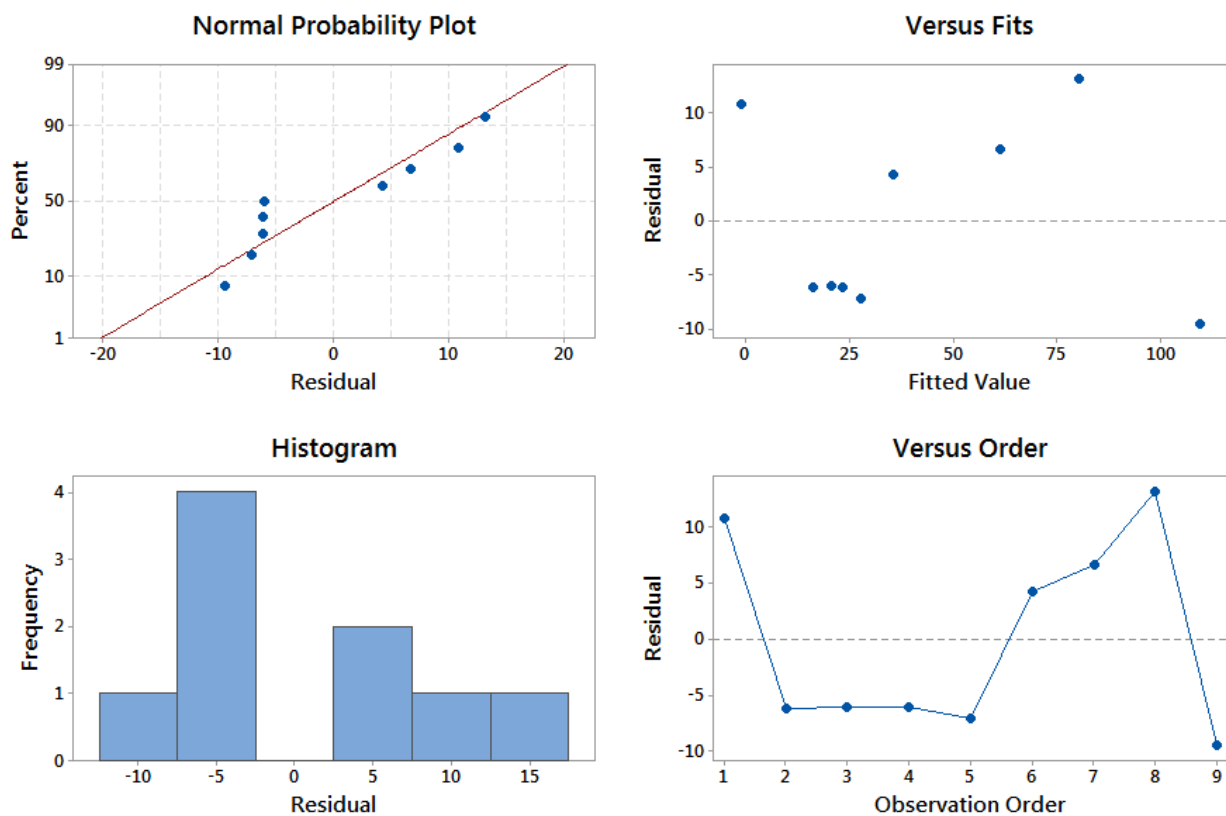 Normal Probability Plot
99
90
50
10
1
Percent
-20 -10 0 10 20
Residual
Versus Fits
10
5
0
-5
-10
Residual
0 25 50 75 100
Fitted Value
Histogram
4
3
2
1
0
Frequency
-10 -5 0 5 10 15
Residual
Versus Order
10
5
0
-5
-10
Residual
1 2 3 4 5 6 7 8 9
Observation Order